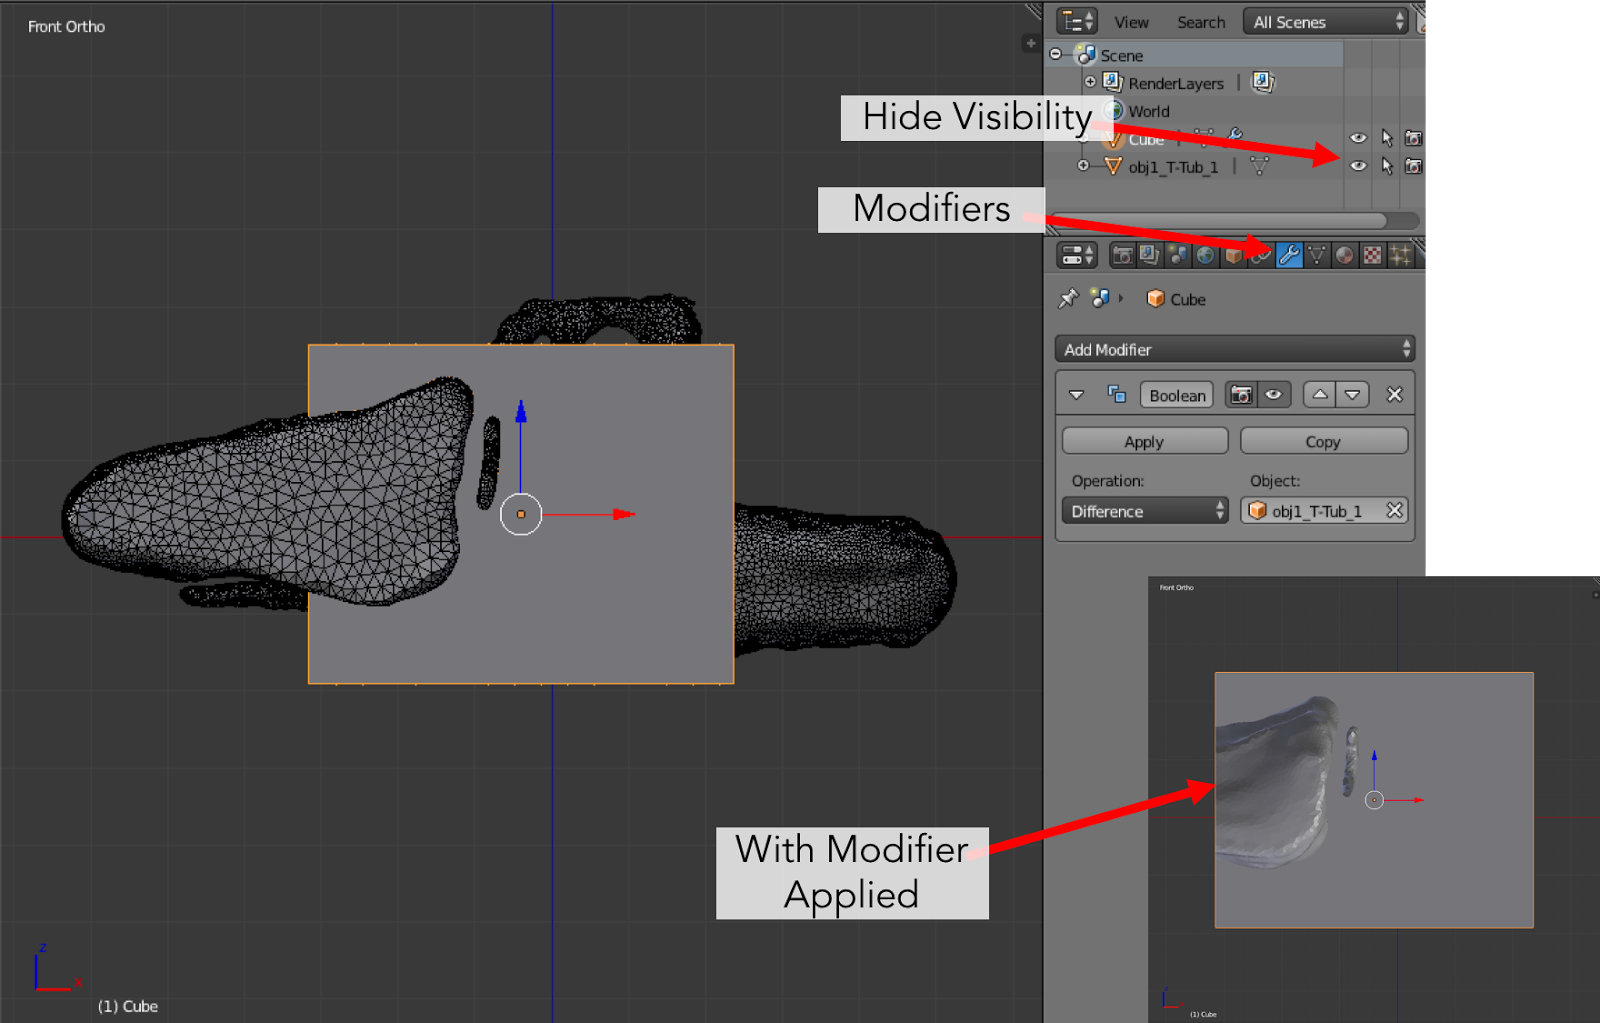 Front Ortho
View Search All Scenes
Scene
RenderLayers
World
Hide Visibility
Cube
obj1_T-Tub_1
Modifiers
Cube
Add Modifier
Boolean
Apply Copy
Operation: Object:
Difference obj1_T-Tub_1
Front Ortho
With Modifier
Applied
z
x
(1) Cube
z
(1) Cube